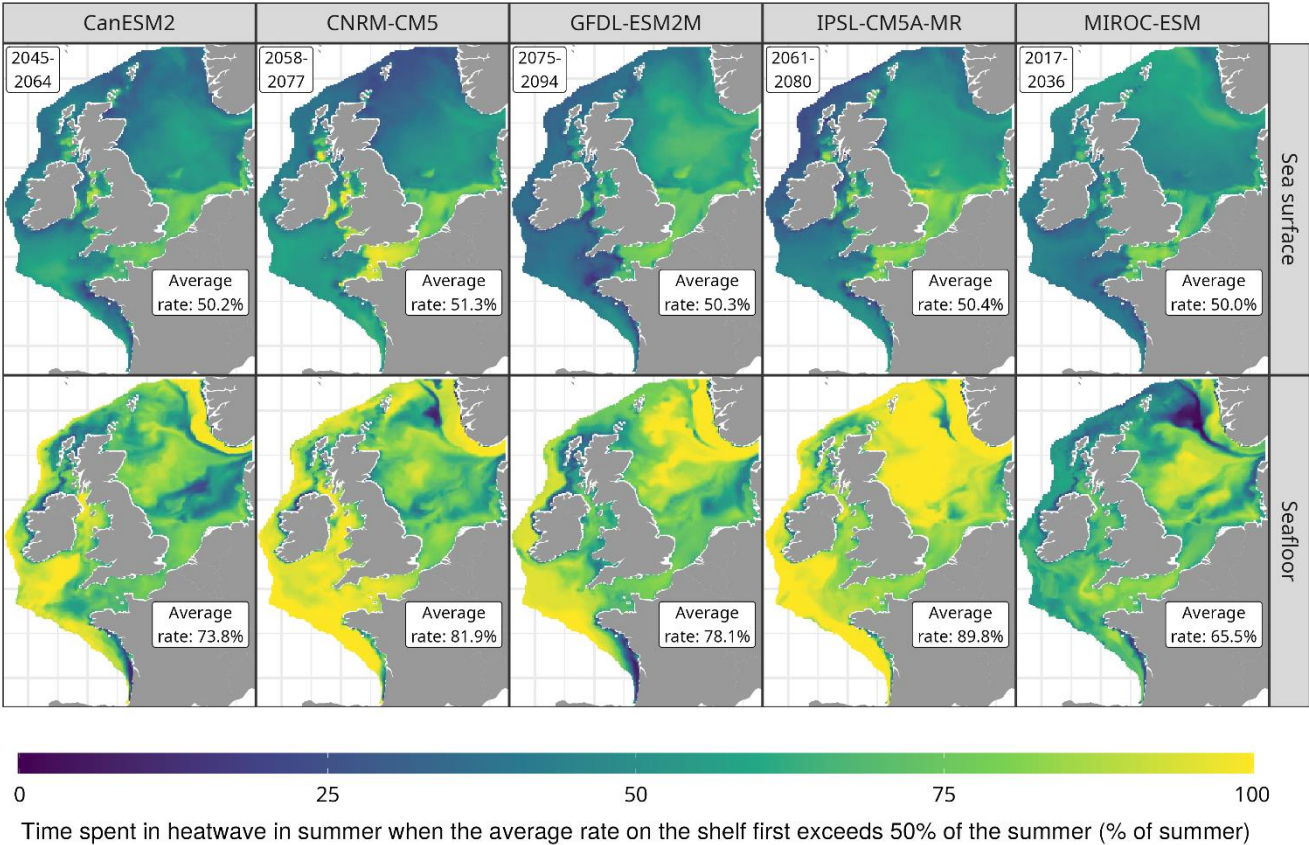 CanESM2
CNRM-CM5
GFDL-ESM2M
IPSL-CM5A-MR
MIROC-ESM
2045-
2064
2058-
2077
2075-
2094
2061-
2080
2017-
2036
Average
rate: 50.2%
Average
rate: 51.3%
Average
rate: 50.3%
Average
rate: 50.4%
Average
rate: 50.0%
Sea surface
Average
rate: 73.8%
Average
rate: 81.9%
Average
rate: 78.1%
Average
rate: 89.8%
Average
rate: 65.5%
Seafloor
0
25
50
75
100
Time spent in heatwave in summer when the average rate on the shelf first exceeds 50% of the summer (% of summer)